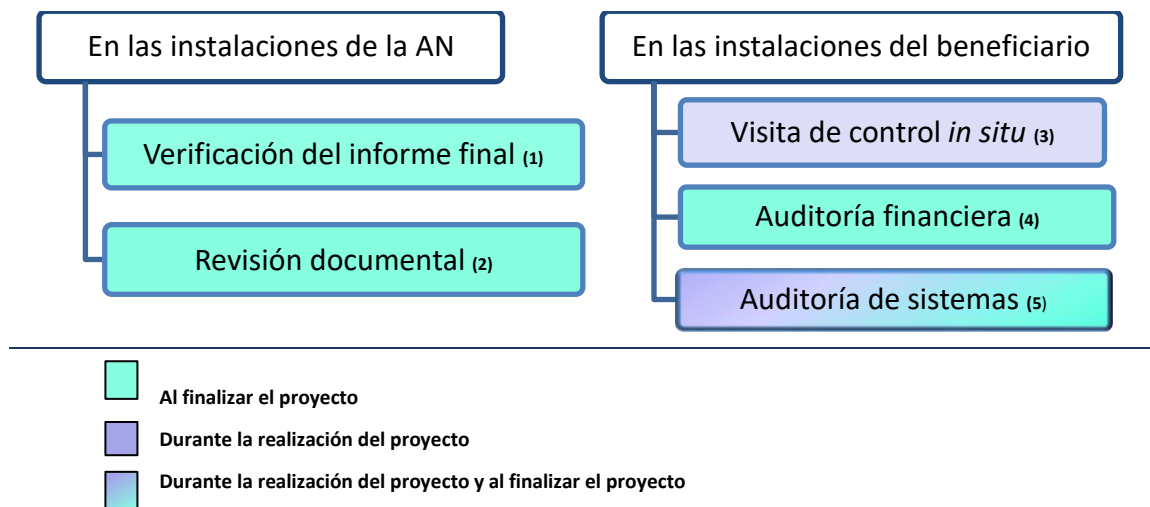 En las instalaciones de la AN
Verificación del informe final (1)
Revisión documental (2)
En las instalaciones del beneficiario
Visita de control in situ (3)
Auditoría financiera (4)
Auditoría de sistemas (5)
Al finalizar el proyecto
Durante la realización del proyecto
Durante la realización del proyecto y al finalizar el proyecto